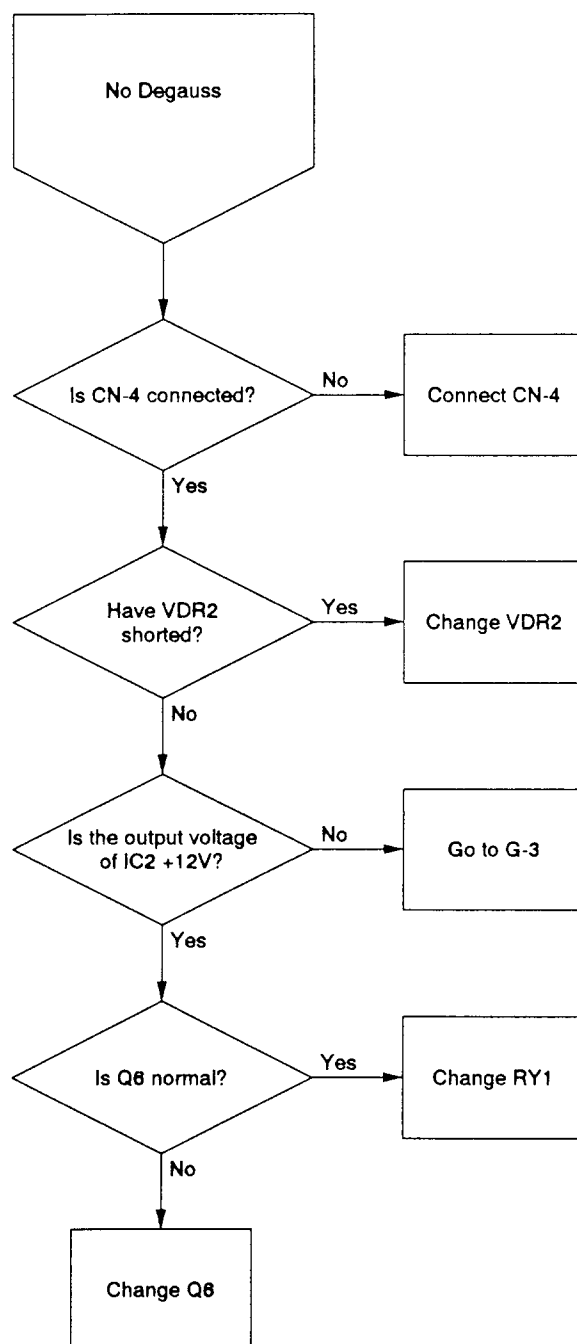 No Degauss
Is CN-4 connected?
No
Connect CN-4
Yes
Have VDR2
shorted?
Yes
Change VDR2
No
Is the output voltage
of IC2 +12V?
No
Go to G-3
Yes
Is Q6 normal?
Yes
Change RY1
No
Change Q6